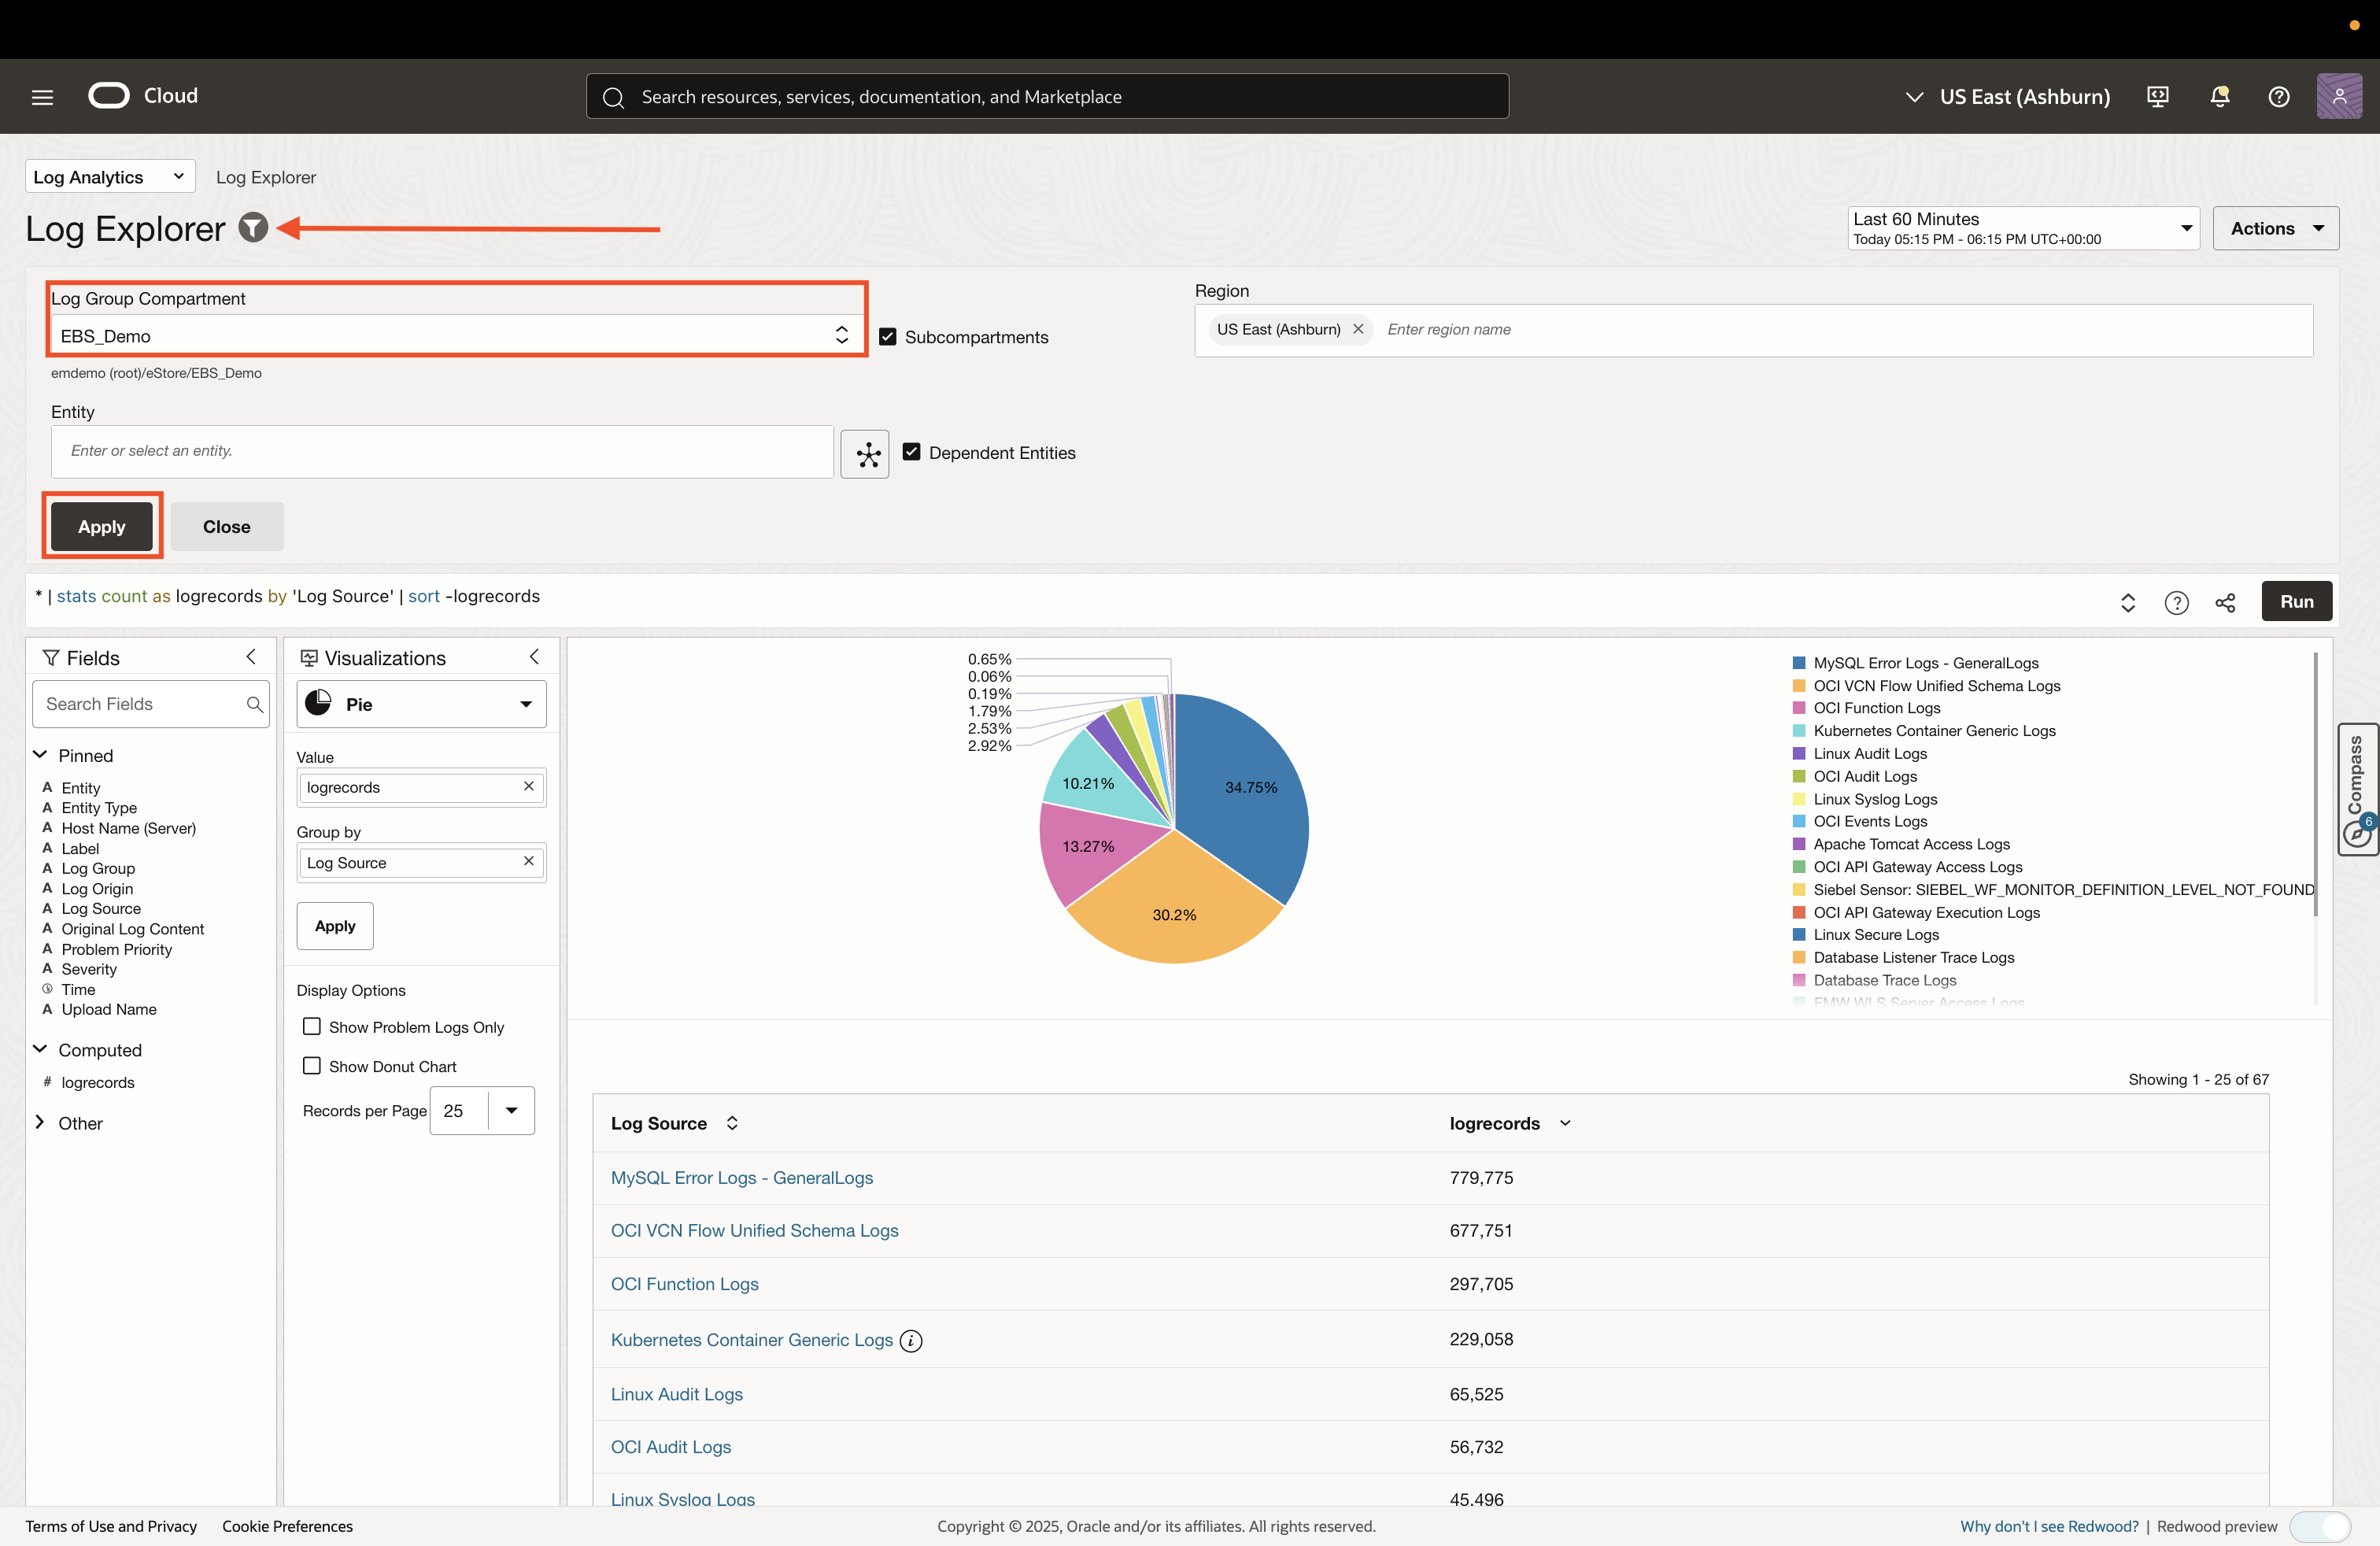 Cloud
Search resources, services, documentation, and Marketplace
US East (Ashburn)
Log Analytics
Log Explorer
Log Explorer
Last 60 Minutes
Today 05:15 PM - 06:15 PM UTC+00:00
Actions
Log Group Compartment
EBS_Demo
Subcompartments
emdemo (root)/eStore/EBS_Demo
Region
US East (Ashburn)
Enter region name
Entity
Enter or select an entity.
Dependent Entities
Apply
Close
* | stats count as logrecords by 'Log Source' | sort -logrecords
Run
Fields
Search Fields
Pinned
A Entity
A Entity Type
A Host Name (Server)
A Label
A Log Group
A Log Origin
A Log Source
A Original Log Content
A Problem Priority
A Severity
Time
A Upload Name
Computed
# logrecords
Other
Visualizations
Pie
Value
logrecords
Group by
Log Source
Apply
Display Options
Show Problem Logs Only
Show Donut Chart
Records per Page 25
0.65%
0.06%
0.19%
1.79%
2.53%
2.92%
10.21%
13.27%
30.2%
34.75%
MySQL Error Logs - GeneralLogs
OCI VCN Flow Unified Schema Logs
OCI Function Logs
Kubernetes Container Generic Logs
Linux Audit Logs
OCI Audit Logs
Linux Syslog Logs
OCI Events Logs
Apache Tomcat Access Logs
OCI API Gateway Access Logs
Siebel Sensor: SIEBEL_WF_MONITOR_DEFINITION_LEVEL_NOT_FOUND
OCI API Gateway Execution Logs
Linux Secure Logs
Database Listener Trace Logs
Database Trace Logs
FMW WLS Server Access Logs
Compass
6
Showing 1 - 25 of 67
Log Source logrecords
MySQL Error Logs - GeneralLogs 779,775
OCI VCN Flow Unified Schema Logs 677,751
OCI Function Logs 297,705
Kubernetes Container Generic Logs 229,058
Linux Audit Logs 65,525
OCI Audit Logs 56,732
Linux Syslog Logs 45,496
Terms of Use and Privacy
Cookie Preferences
Copyright © 2025, Oracle and/or its affiliates. All rights reserved.
Why don't I see Redwood? | Redwood preview